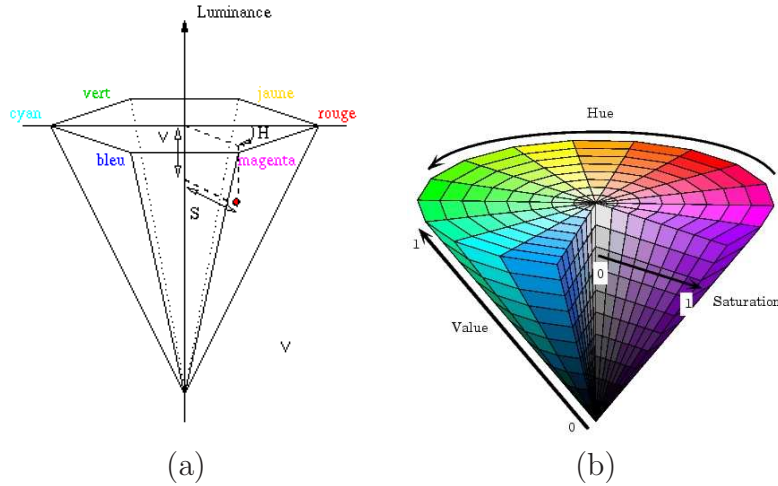 Luminance
vert
jaune
cyan
rouge
V
H
bleu
magenta
S
V
(a)
Hue
1
0
1
Saturation
Value
0
(b)